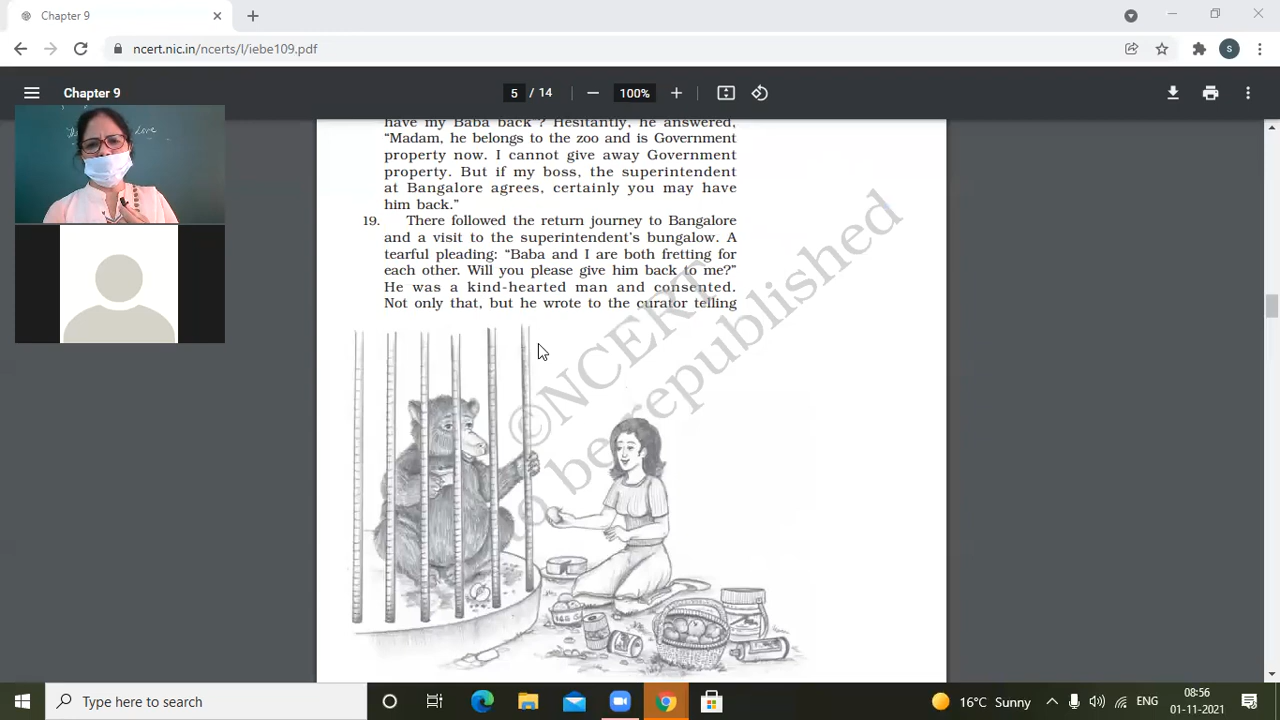 Chapter 9
ncert.nic.in/ncerts/l/iebe109.pdf
S
Chapter 9
5 / 14
100%
love
have my Baba back”? Hesitantly, he answered,
“Madam, he belongs to the zoo and is Government
property now. I cannot give away Government
property. But if my boss, the superintendent
at Bangalore agrees, certainly you may have
him back.”
19. There followed the return journey to Bangalore
and a visit to the superintendent’s bungalow. A
tearful pleading: “Baba and I are both fretting for
each other. Will you please give him back to me?”
He was a kind-hearted man and consented.
Not only that, but he wrote to the curator telling
©NCERT
o be republished
Type here to search
16°C Sunny
ENG
08:56
01-11-2021